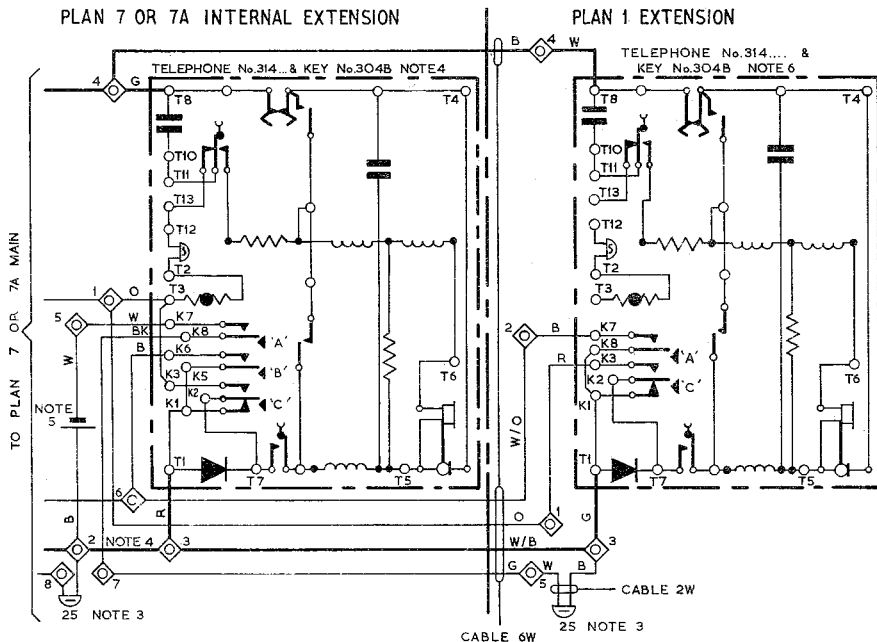 PLAN 7 OR 7A INTERNAL EXTENSION
PLAN 1 EXTENSION
TO PLAN 7 OR 7A MAIN
TELEPHONE No.314... & KEY No.304B NOTE 4
4
G
T8
T4
T10
T11
T13
T12
S
T2
T3
1
O
5
W
K7
BK
K8
'A'
B
K6
K5
'B'
K3
K2
'C'
K1
T6
W
NOTE
5
T1
T7
T5
6
R
B
2
NOTE 4
3
8
7
25 NOTE 3
B
4
W
TELEPHONE No.314.... &
KEY No.304B NOTE 6
T8
T4
T10
T11
T13
T12
S
T2
T3
2
B
K7
K8
'A'
R
K3
K2
'C'
K1
T6
W/O
T1
T7
T5
O
1
G
W/B
3
G
5
W
B
CABLE 2W
25 NOTE 3
CABLE 6W